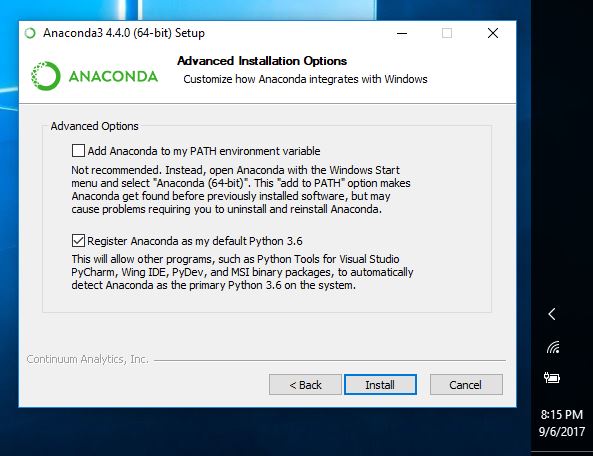 Anaconda3 4.4.0 (64-bit) Setup
Advanced Installation Options
Customize how Anaconda integrates with Windows
ANACONDA
Advanced Options
Add Anaconda to my PATH environment variable
Not recommended. Instead, open Anaconda with the Windows Start
menu and select "Anaconda (64-bit)". This "add to PATH" option makes
Anaconda get found before previously installed software, but may
cause problems requiring you to uninstall and reinstall Anaconda.
Register Anaconda as my default Python 3.6
This will allow other programs, such as Python Tools for Visual Studio
PyCharm, Wing IDE, PyDev, and MSI binary packages, to automatically
detect Anaconda as the primary Python 3.6 on the system.
Continuum Analytics, Inc.
< Back
Install
Cancel
8:15 PM
9/6/2017